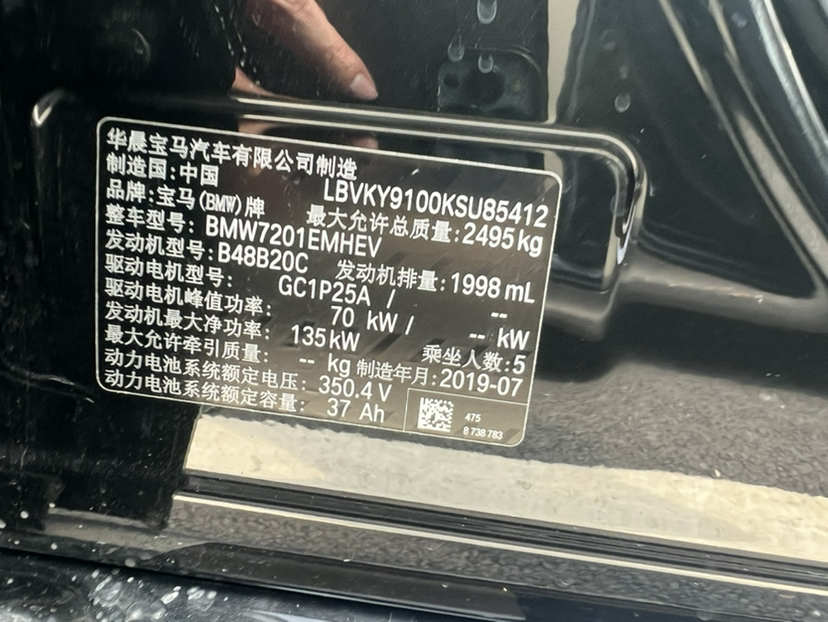 华晨宝马汽车有限公司制造
制造国:中国 LBVKY9100KSU85412
品牌:宝马(BMW)牌 最大允许总质量:2495kg
整车型号: BMW7201EMHEV
发动机型号: B48B20C 发动机排量:1998 mL
驱动电机型号: GC1P25A / --
驱动电机峰值功率: 70 kW / -- kW
发动机最大净功率: 135kW 乘坐人数:5
最大允许牵引质量: -- kg 制造年月:2019-07
动力电池系统额定电压: 350.4 V
动力电池系统额定容量: 37 Ah
475
8 738 783